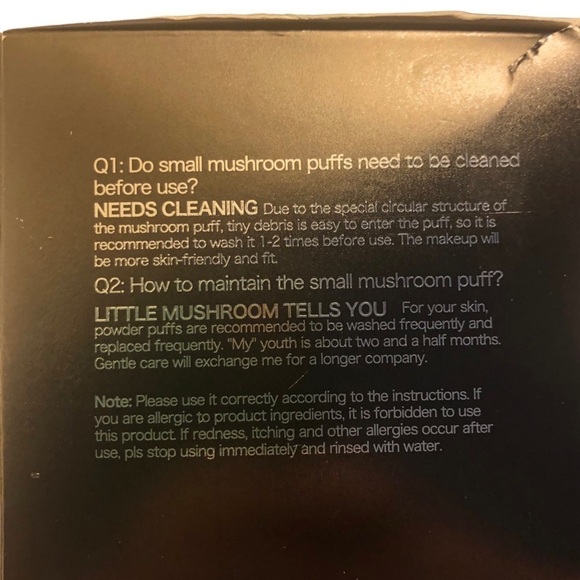 Q1: Do small mushroom puffs need to be cleaned
before use?
NEEDS CLEANING Due to the special circular structure of
the mushroom puff, tiny debris is easy to enter the puff, so it is
recommended to wash it 1-2 times before use. The makeup will
be more skin-friendly and fit.
Q2: How to maintain the small mushroom puff?
LITTLE MUSHROOM TELLS YOU For your skin,
powder puffs are recommended to be washed frequently and
replaced frequently. "My" youth is about two and a half months.
Gentle care will exchange me for a longer company.
Note: Please use it correctly according to the instructions. If
you are allergic to product ingredients, it is forbidden to use
this product. If redness, itching and other allergies occur after
use, pls stop using immediately and rinsed with water.